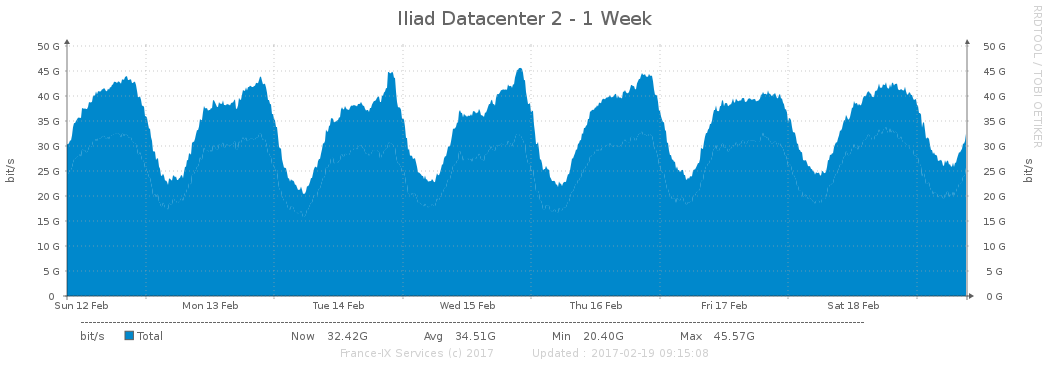 Iliad Datacenter 2 - 1 Week
RRDTOOL / TOBI OETIKER
50 G 50 G
45 G 45 G
40 G 40 G
35 G 35 G
30 G 30 G
25 G 25 G
20 G 20 G
15 G 15 G
10 G 10 G
5 G 5 G
0 0 G
bit/s bit/s
Sun 12 Feb Mon 13 Feb Tue 14 Feb Wed 15 Feb Thu 16 Feb Fri 17 Feb Sat 18 Feb
bit/s Total Now 32.42G Avg 34.51G Min 20.40G Max 45.57G
France-IX Services (c) 2017 Updated : 2017-02-19 09:15:08